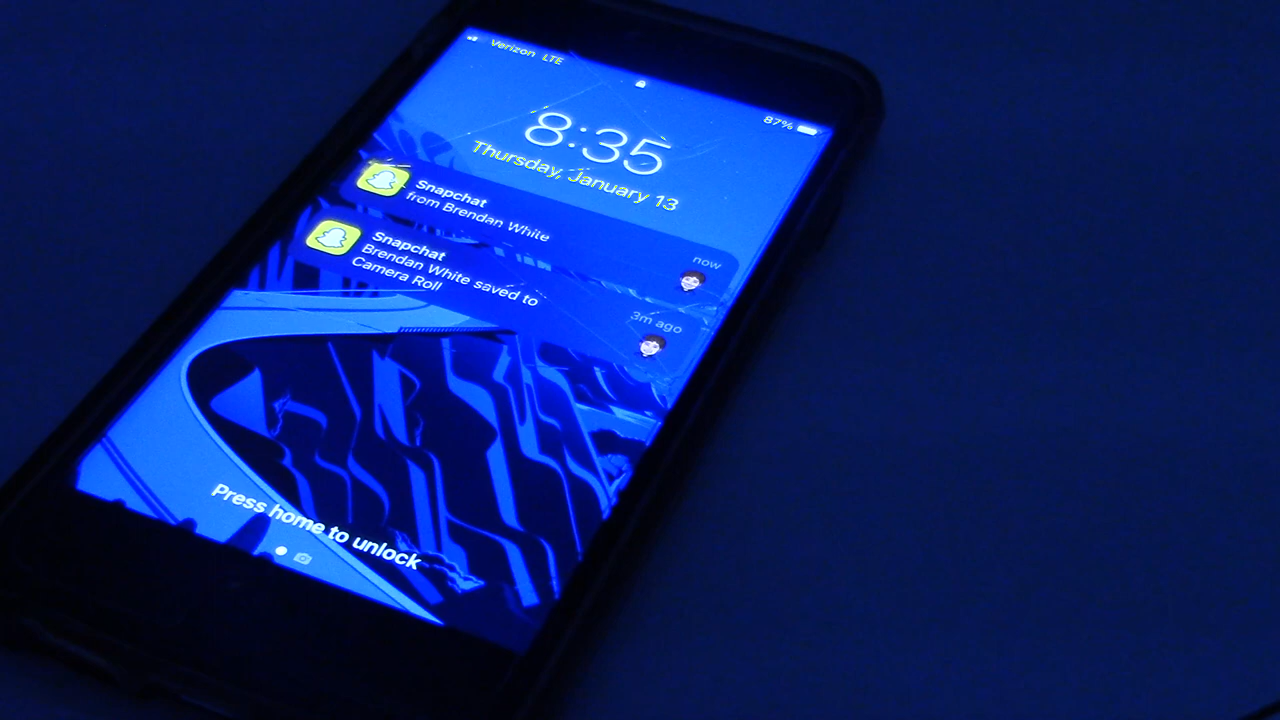 Verizon LTE
87%
8:35
Thursday, January 13
Snapchat
now
from Brendan White
Snapchat
3m ago
Brendan White saved to
Camera Roll
Press home to unlock